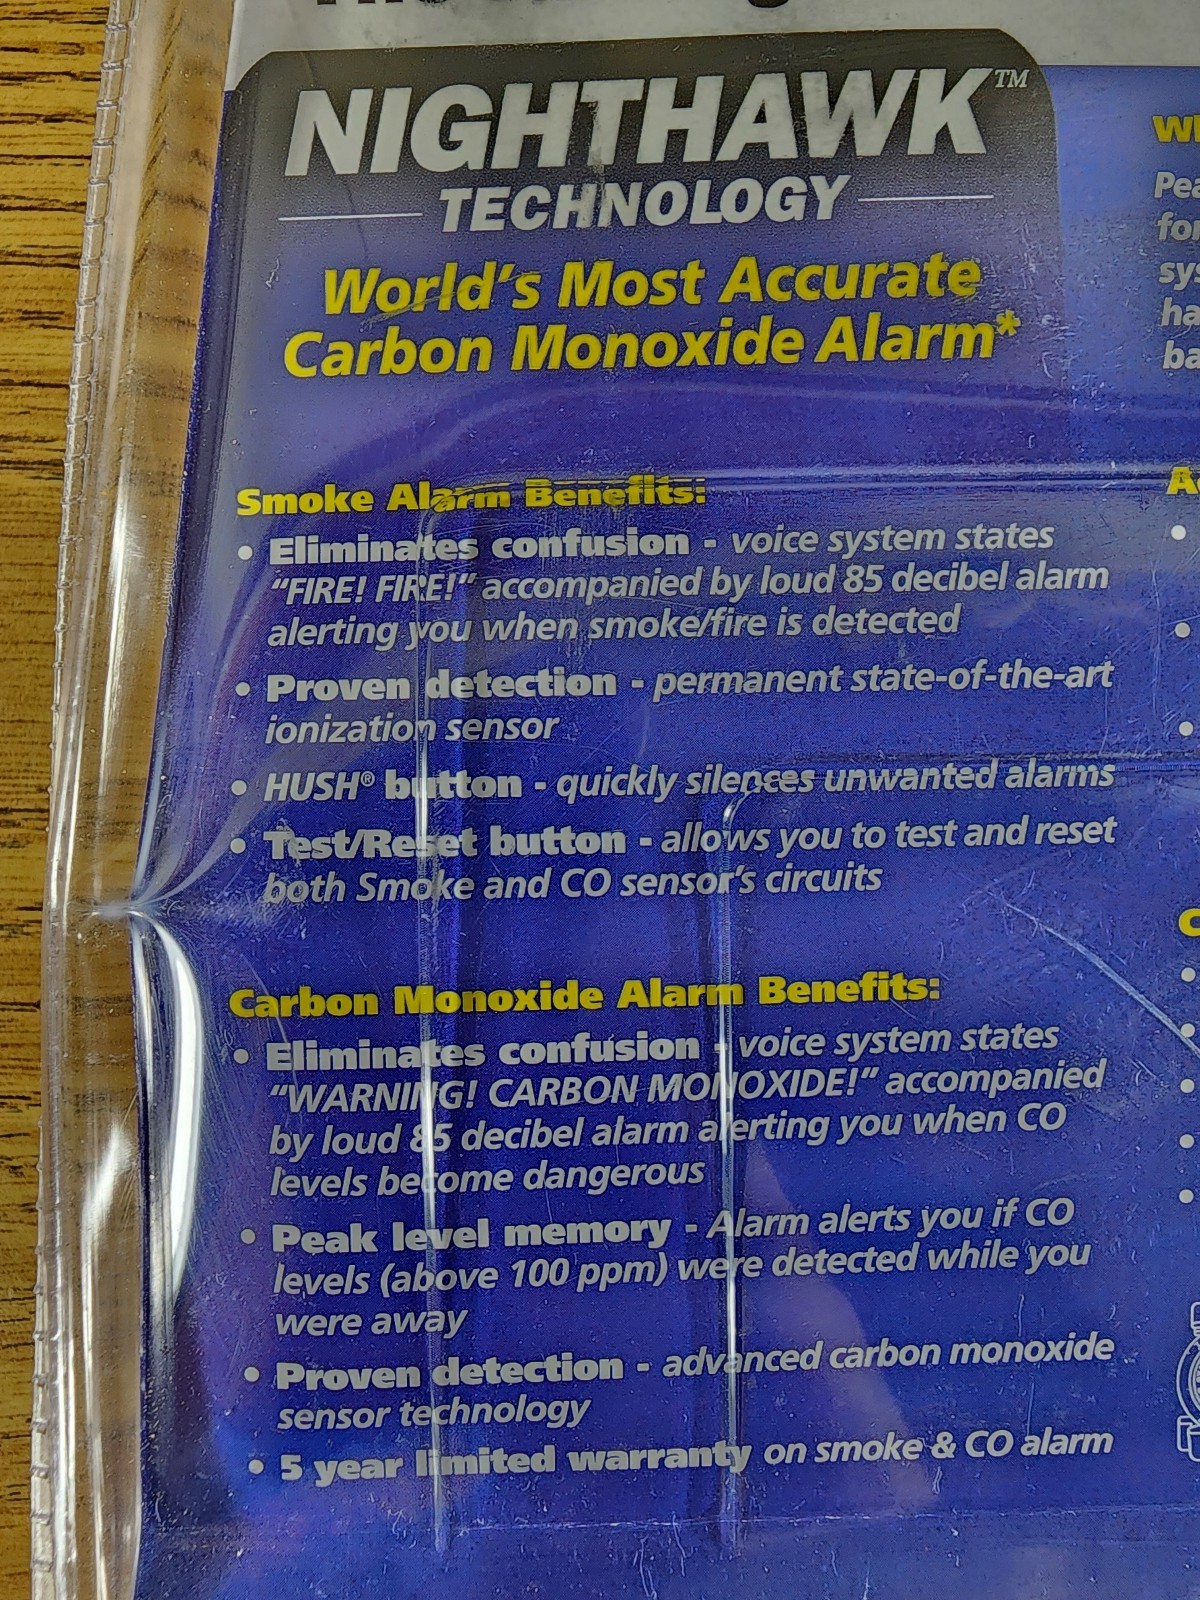 NIGHTHAWK™
TECHNOLOGY
World's Most Accurate
Carbon Monoxide Alarm*
Smoke Alarm Benefits:
• Eliminates confusion - voice system states
“FIRE! FIRE!” accompanied by loud 85 decibel alarm
alerting you when smoke/fire is detected
• Proven detection - permanent state-of-the-art
ionization sensor
• HUSH® button - quickly silences unwanted alarms
• Test/Reset button - allows you to test and reset
both Smoke and CO sensor's circuits
Carbon Monoxide Alarm Benefits:
• Eliminates confusion - voice system states
“WARNING! CARBON MONOXIDE!” accompanied
by loud 85 decibel alarm alerting you when CO
levels become dangerous
• Peak level memory - Alarm alerts you if CO
levels (above 100 ppm) were detected while you
were away
• Proven detection - advanced carbon monoxide
sensor technology
• 5 year limited warranty on smoke & CO alarm